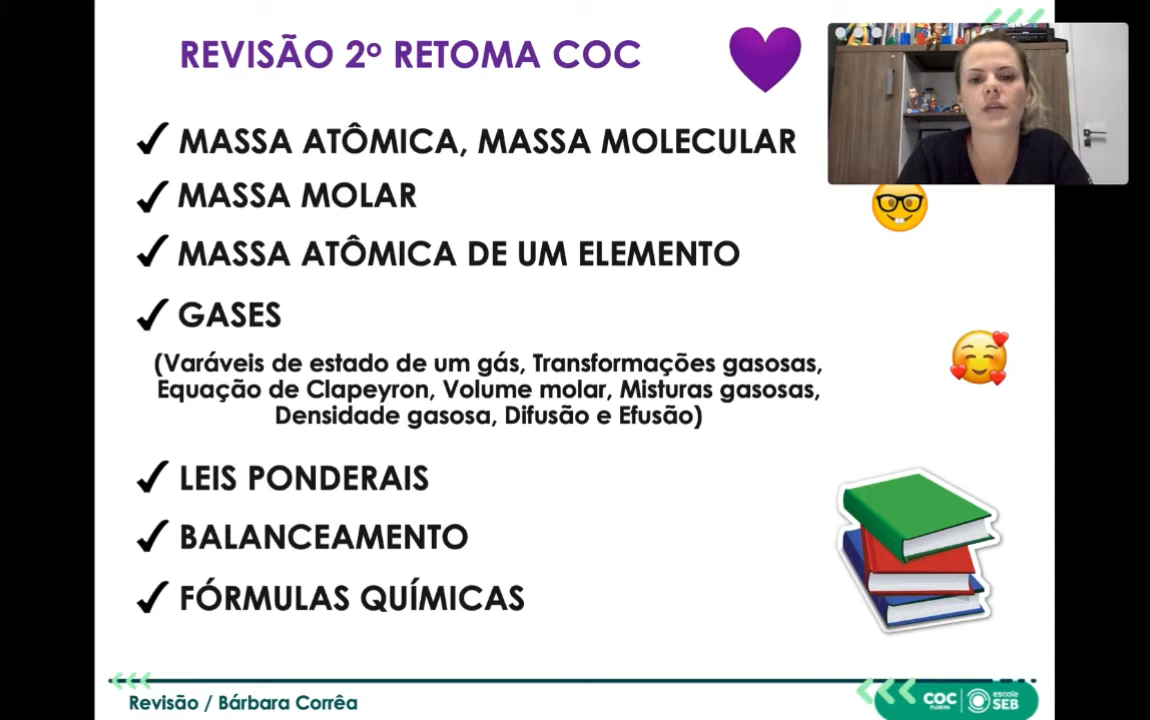 REVISÃO 2º RETOMA COC
✓ MASSA ATÔMICA, MASSA MOLECULAR
✓ MASSA MOLAR
✓ MASSA ATÔMICA DE UM ELEMENTO
✓ GASES
(Varáveis de estado de um gás, Transformações gasosas,
Equação de Clapeyron, Volume molar, Misturas gasosas,
Densidade gasosa, Difusão e Efusão)
✓ LEIS PONDERAIS
✓ BALANCEAMENTO
✓ FÓRMULAS QUÍMICAS
Revisão / Bárbara Corrêa
COC
escola
SEB